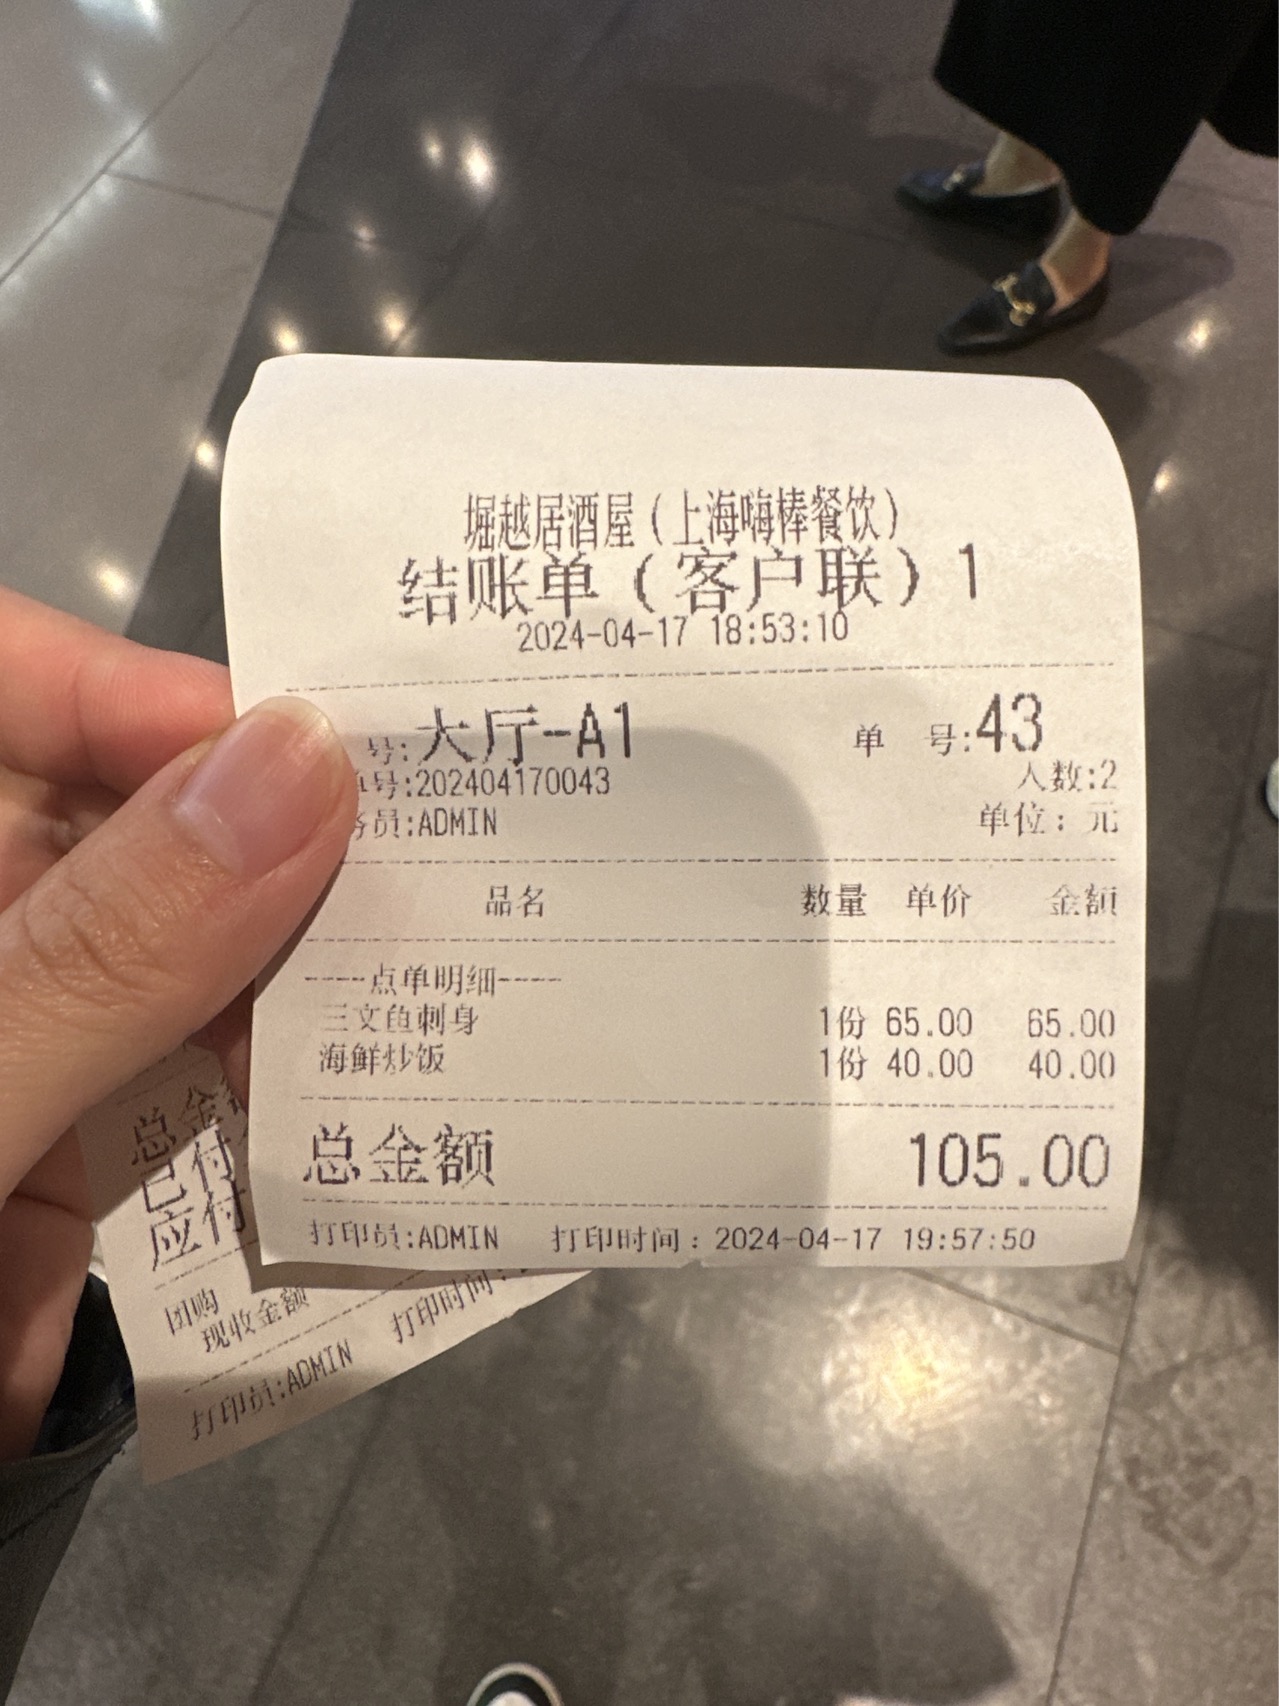 堀越居酒屋（上海嗨棒餐饮）
结账单（客户联）1
2024-04-17 18:53:10
号:大厅-A1 单 号:43
单号:202404170043 人数:2
务员:ADMIN 单位：元
品名 数量 单价 金额
----点单明细----
三文鱼刺身 1份 65.00 65.00
海鲜炒饭 1份 40.00 40.00
总金额 105.00
打印员:ADMIN 打印时间：2024-04-17 19:57:50
总金额
已付
应付
团购
现收金额
打印员:ADMIN 打印时间：